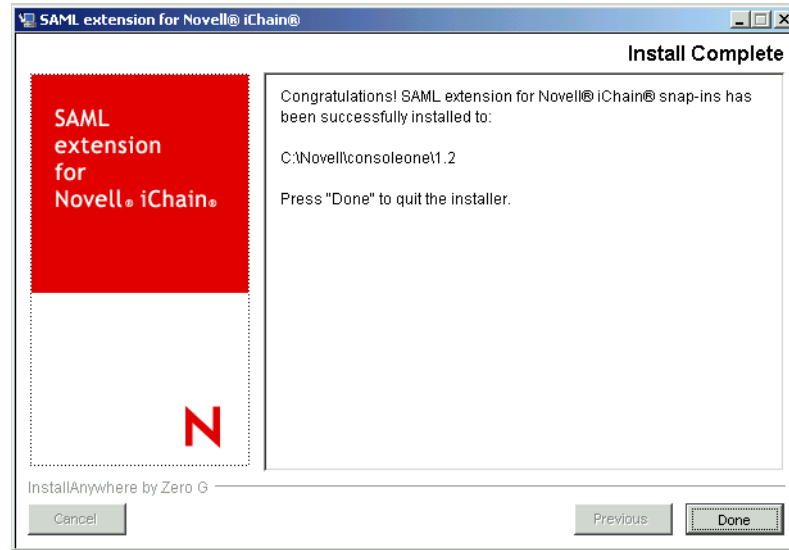 SAML extension for Novell® iChain®
Install Complete
SAML
extension
for
Novell® iChain®
Congratulations! SAML extension for Novell® iChain® snap-ins has
been successfully installed to:
C:\Novell\consoleone\1.2
Press "Done" to quit the installer.
N
InstallAnywhere by Zero G
Cancel
Previous
Done